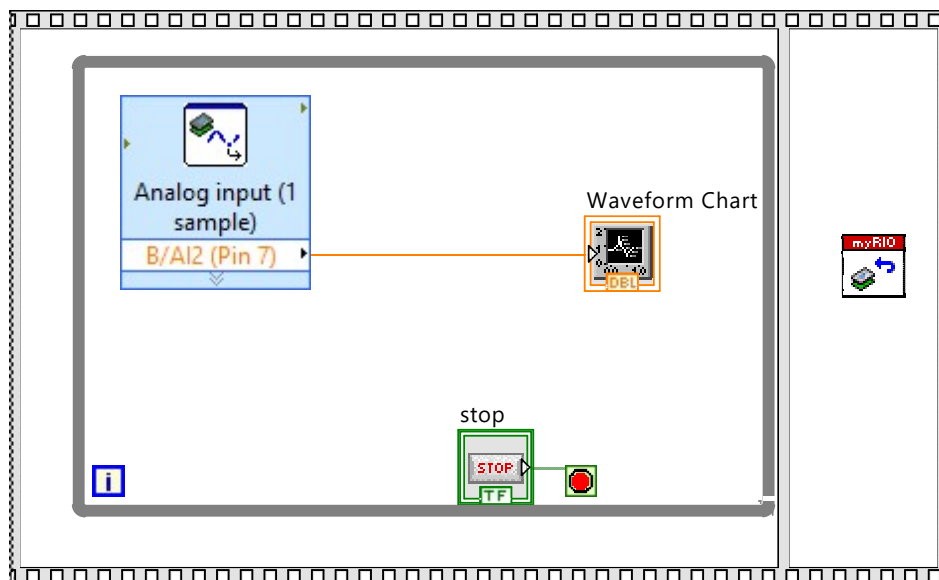 Analog input (1
sample)
B/AI2 (Pin 7)
Waveform Chart
DBL
myRIO
stop
STOP
TF
i